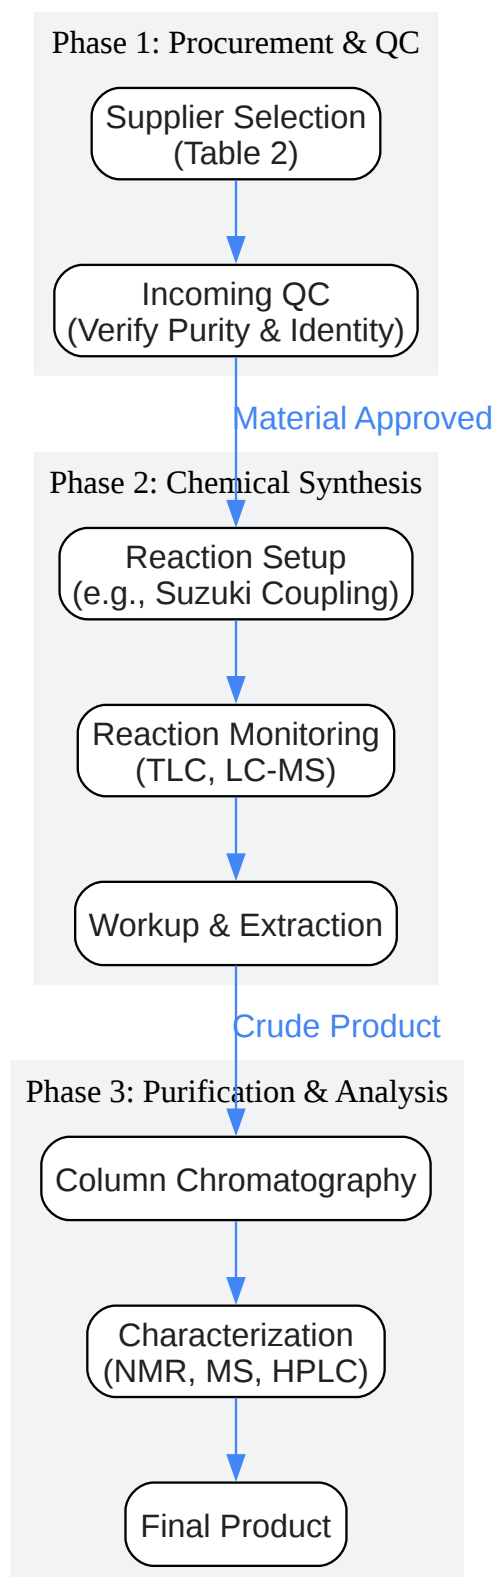 Phase 1: Procurement & QC
Supplier Selection
(Table 2)
Incoming QC
(Verify Purity & Identity)
Material Approved
Phase 2: Chemical Synthesis
Reaction Setup
(e.g., Suzuki Coupling)
Reaction Monitoring
(TLC, LC-MS)
Workup & Extraction
Crude Product
Phase 3: Purification & Analysis
Column Chromatography
Characterization
(NMR, MS, HPLC)
Final Product